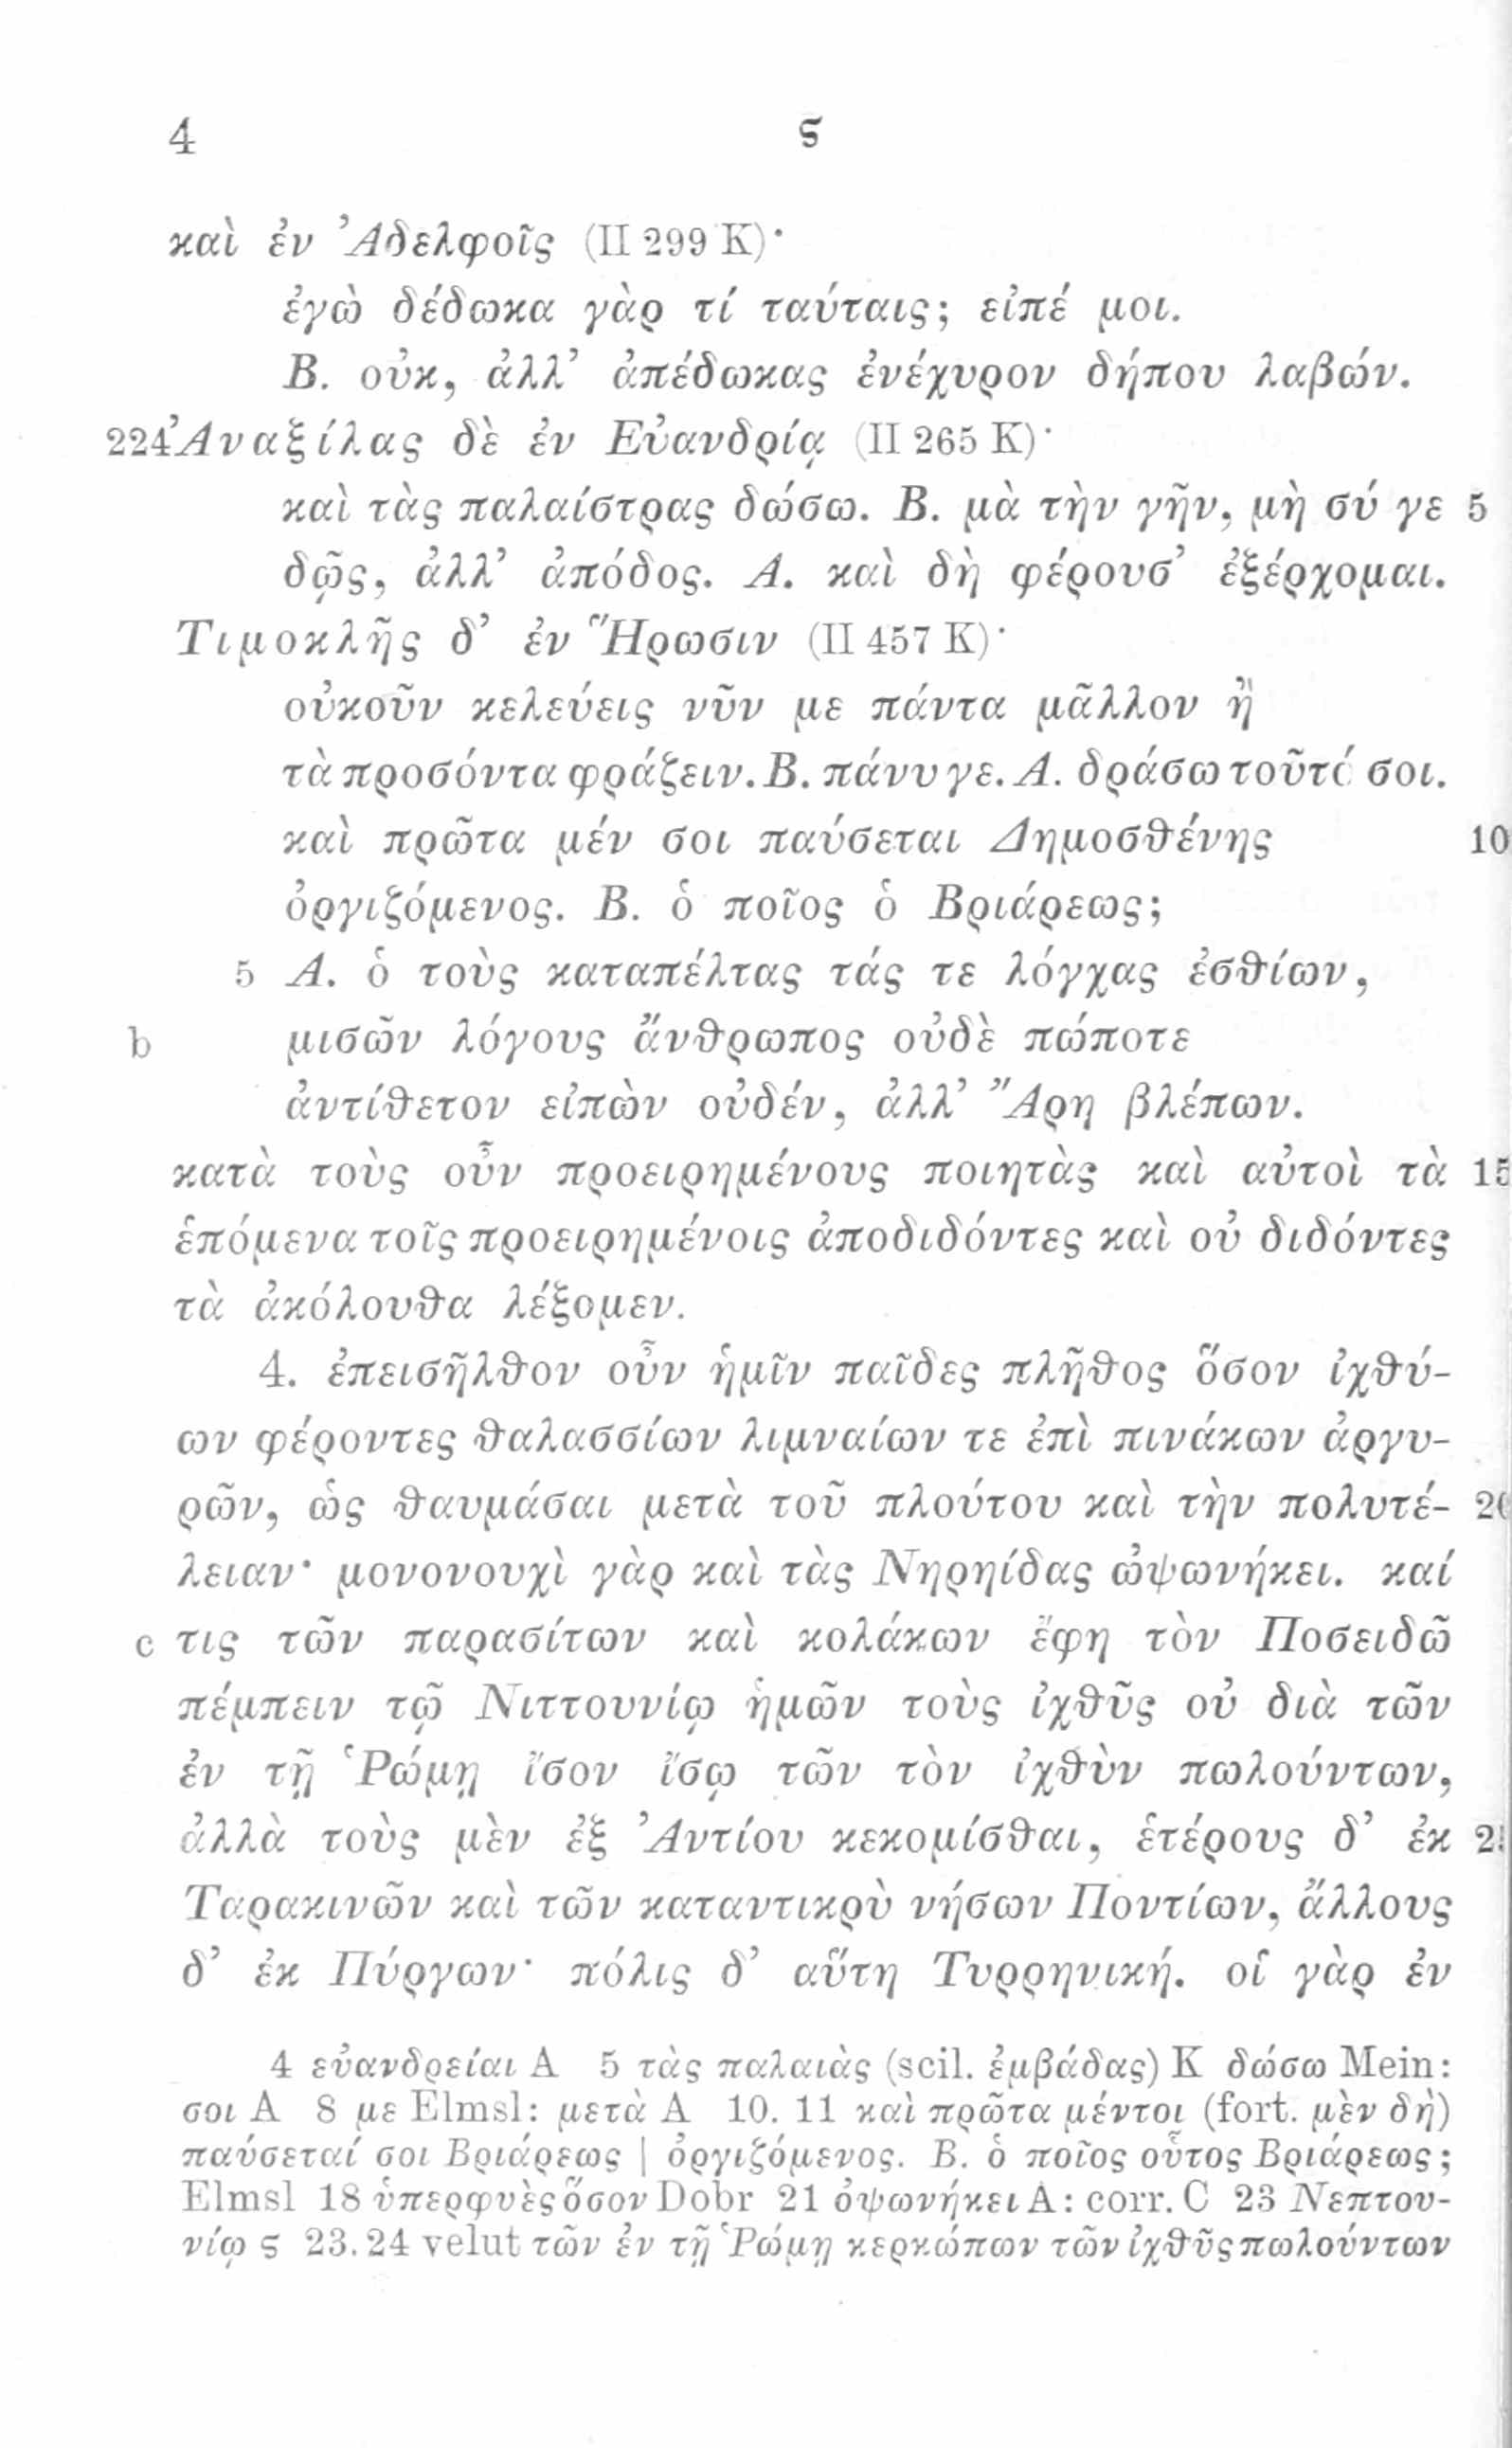 4 ϛ
καὶ ἐν Ἀδελφοῖς (II 299 K)·
ἐγὼ δέδωκα γὰρ τί ταύταις; εἰπέ μοι.
Β. οὐκ, ἀλλ’ ἀπέδωκας ἐνέχυρον δήπου λαβών.
224 Ἀναξίλας δὲ ἐν Εὐανδρίᾳ (II 265 K)·
καὶ τὰς παλαίστρας δώσω. Β. μὰ τὴν γῆν, μὴ σύ γε 5
δῷς, ἀλλ’ ἀπόδος. Α. καὶ δὴ φέρουσ’ ἐξέρχομαι.
Τιμοκλῆς δ’ ἐν Ἥρωσιν (II 457 K)·
οὐκοῦν κελεύεις νῦν με πάντα μᾶλλον ἢ
τὰ προσόντα φράζειν. Β. πάνυ γε. Α. δράσω τοῦτό σοι.
καὶ πρῶτα μέν σοι παύσεται Δημοσθένης 10
ὀργιζόμενος. Β. ὁ ποῖος ὁ Βριάρεως;
5 Α. ὁ τοὺς καταπέλτας τάς τε λόγχας ἐσθίων,
b μισῶν λόγους ἄνθρωπος οὐδὲ πώποτε
ἀντίθετον εἰπὼν οὐδέν, ἀλλ’ Ἄρη βλέπων.
κατὰ τοὺς οὖν προειρημένους ποιητὰς καὶ αὐτοὶ τὰ 15
ἑπόμενα τοῖς προειρημένοις ἀποδιδόντες καὶ οὐ διδόντες
τὰ ἀκόλουθα λέξομεν.
4. ἐπεισῆλθον οὖν ἡμῖν παῖδες πλῆθος ὅσον ἰχθύ-
ων φέροντες θαλασσίων λιμναίων τε ἐπὶ πινάκων ἀργυ-
ρῶν, ὡς θαυμάσαι μετὰ τοῦ πλούτου καὶ τὴν πολυτέ- 20
λειαν· μονονουχὶ γὰρ καὶ τὰς Νηρηίδας ὠψωνήκει. καί
c τις τῶν παρασίτων καὶ κολάκων ἔφη τὸν Ποσειδῶ
πέμπειν τῷ Νιττουνίῳ ἡμῶν τοὺς ἰχθῦς οὐ διὰ τῶν
ἐν τῇ Ῥώμῃ ἴσον ἴσῳ τῶν τὸν ἰχθὺν πωλούντων,
ἀλλὰ τοὺς μὲν ἐξ Ἀντίου κεκομίσθαι, ἑτέρους δ’ ἐκ 25
Ταρακινῶν καὶ τῶν καταντικρὺ νήσων Ποντίων, ἄλλους
δ’ ἐκ Πύργων· πόλις δ’ αὕτη Τυρρηνική. οἱ γὰρ ἐν
4 εὐανδρείαι A 5 τὰς παλαιὰς (scil. ἐμβάδας) K δώσω Mein:
σοι A 8 με Elmsl: μετὰ A 10. 11 καὶ πρῶτα μέντοι (fort. μὲν δὴ)
παύσεταί σοι Βριάρεως | ὀργιζόμενος. Β. ὁ ποῖος οὗτος Βριάρεως;
Elmsl 18 ὑπερφυὲς ὅσον Dobr 21 ὀψωνήκει A: corr. C 23 Νεπτου-
νίῳ ς 23. 24 velut τῶν ἐν τῇ Ῥώμῃ κερκώπων τῶν ἰχθῦς πωλούντων